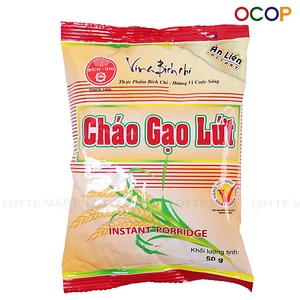 OCOP
BÍCH-CHI
Vina Bích Chi
Thực Phẩm Bích Chi - Hương Vị Cuộc Sống
Ăn Liền
INSTANT
Cháo Gạo Lứt
LOTTE MART
INSTANT PORRIDGE
Khối lượng tịnh:
50 g